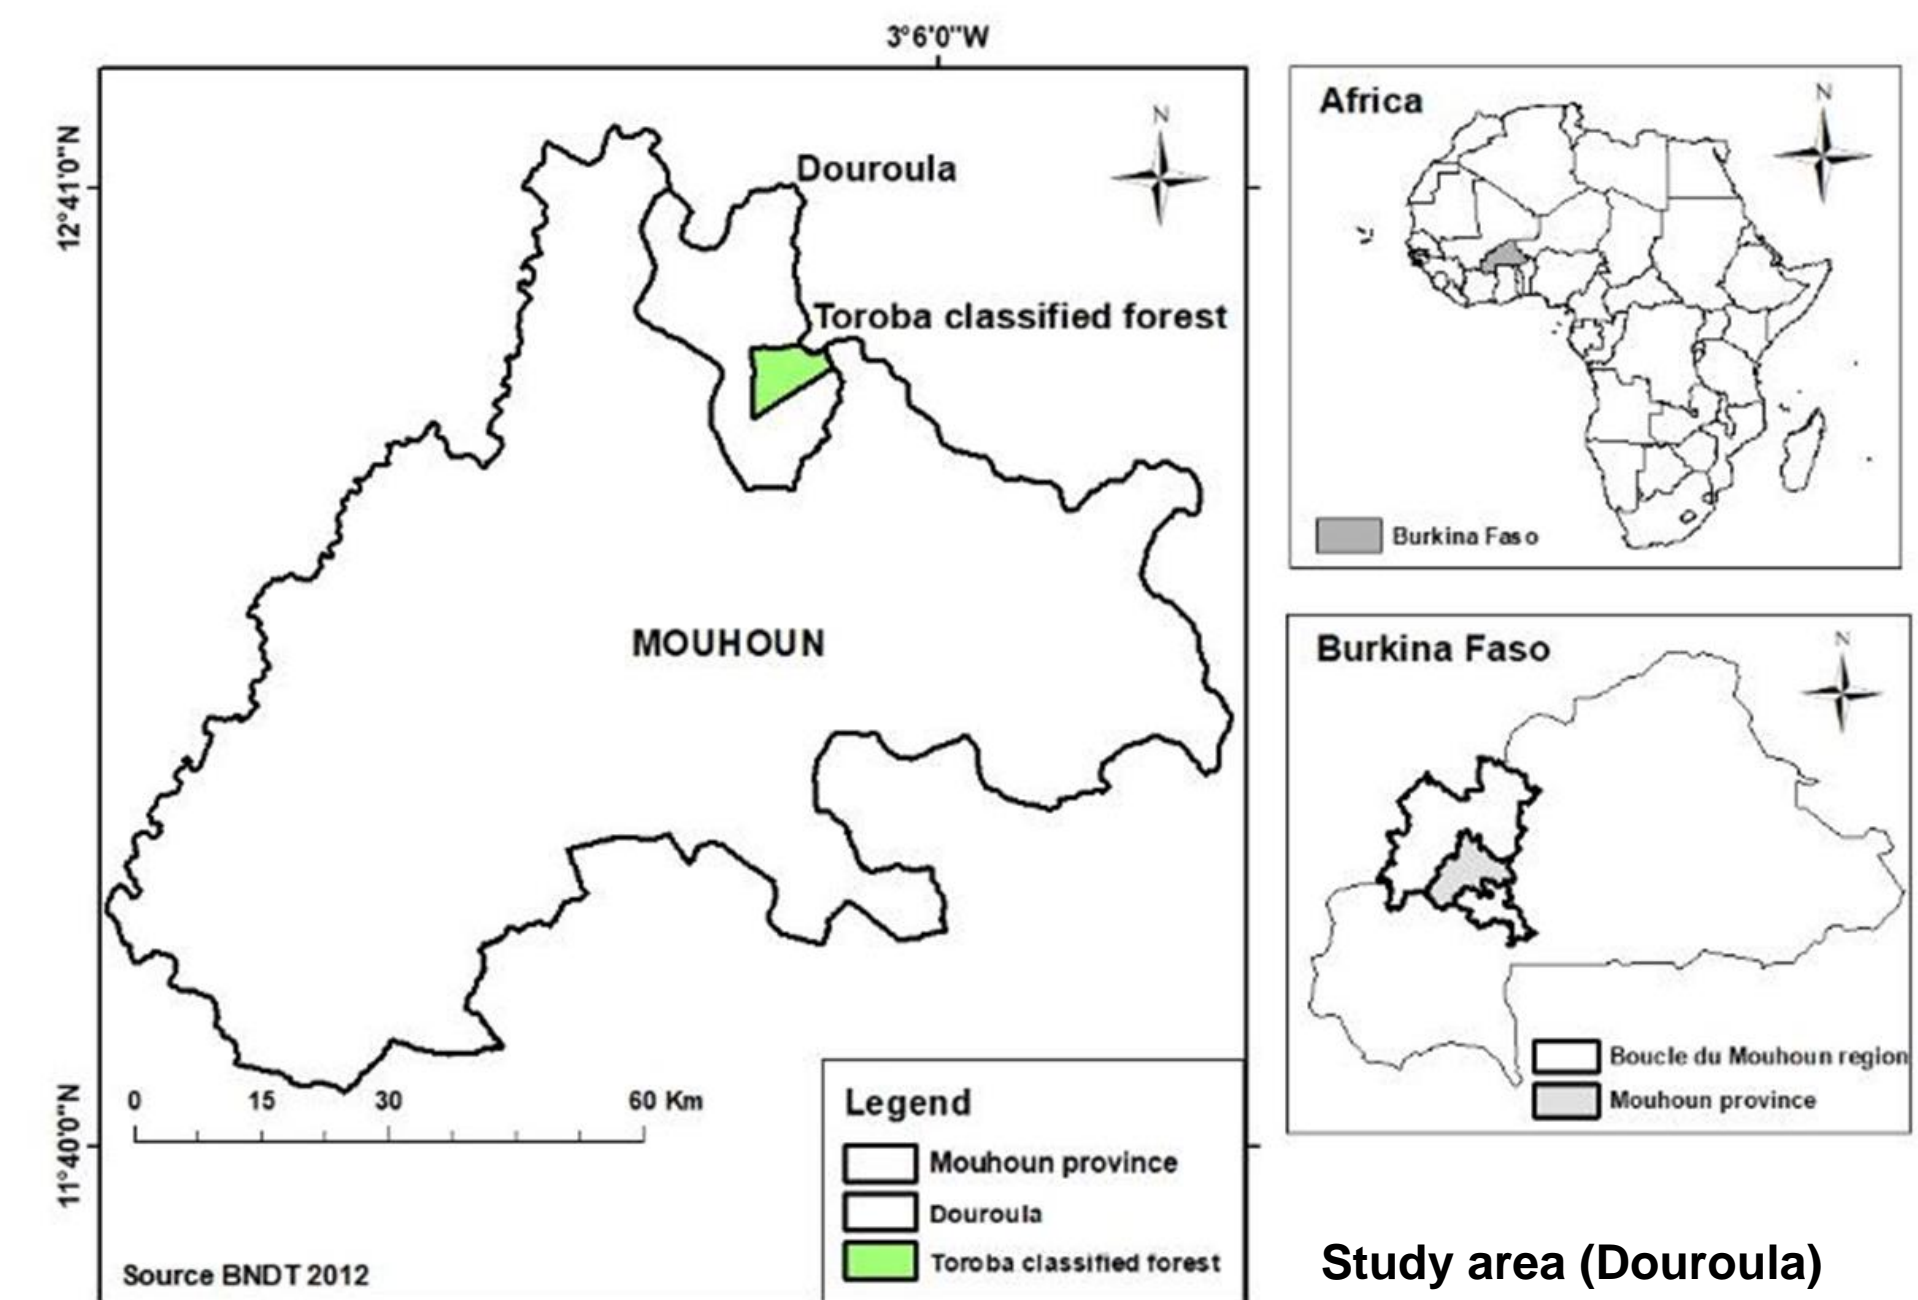 3°6'0"W
12°41'0"N
N
Douroula
Toroba classified forest
MOUHOUN
0 15 30 60 Km
11°40'0"N
Legend
Mouhoun province
Douroula
Toroba classified forest
Source BNDT 2012
Africa
N
Burkina Faso
Burkina Faso
N
Boucle du Mouhoun region
Mouhoun province
Study area (Douroula)